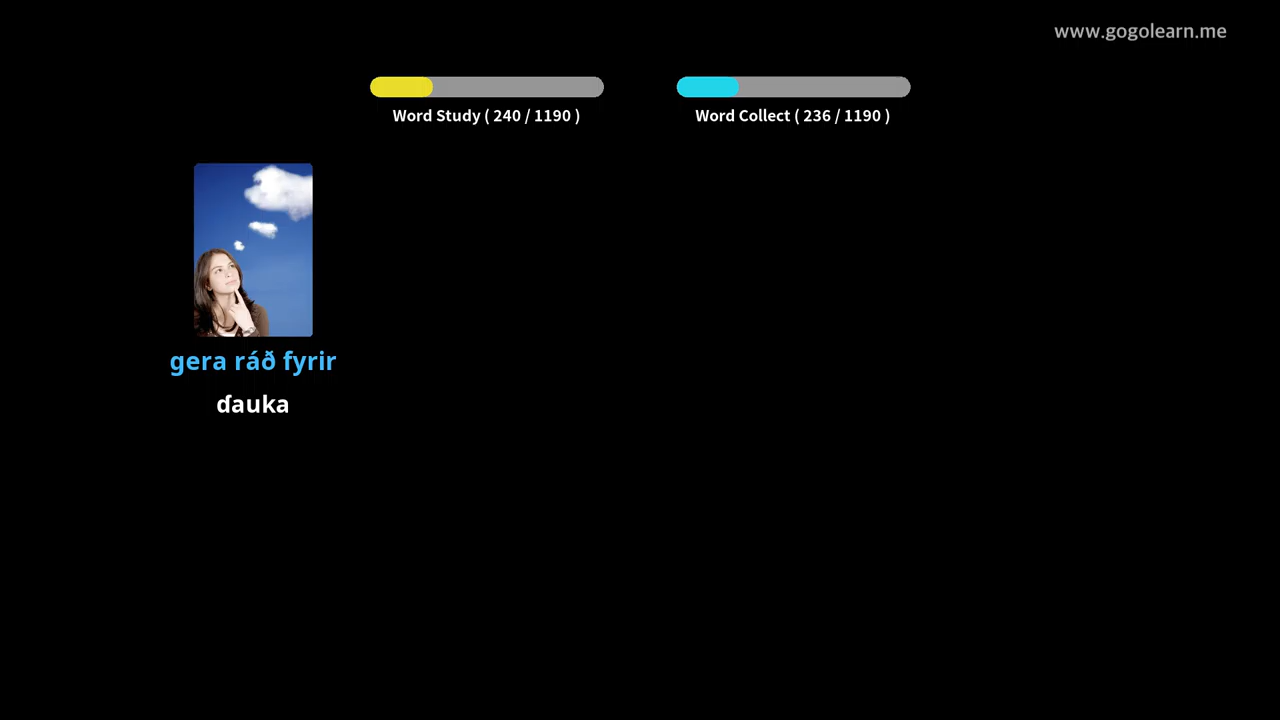 www.gogolearn.me
Word Study ( 240 / 1190 )
Word Collect ( 236 / 1190 )
gera ráð fyrir
ɗauka